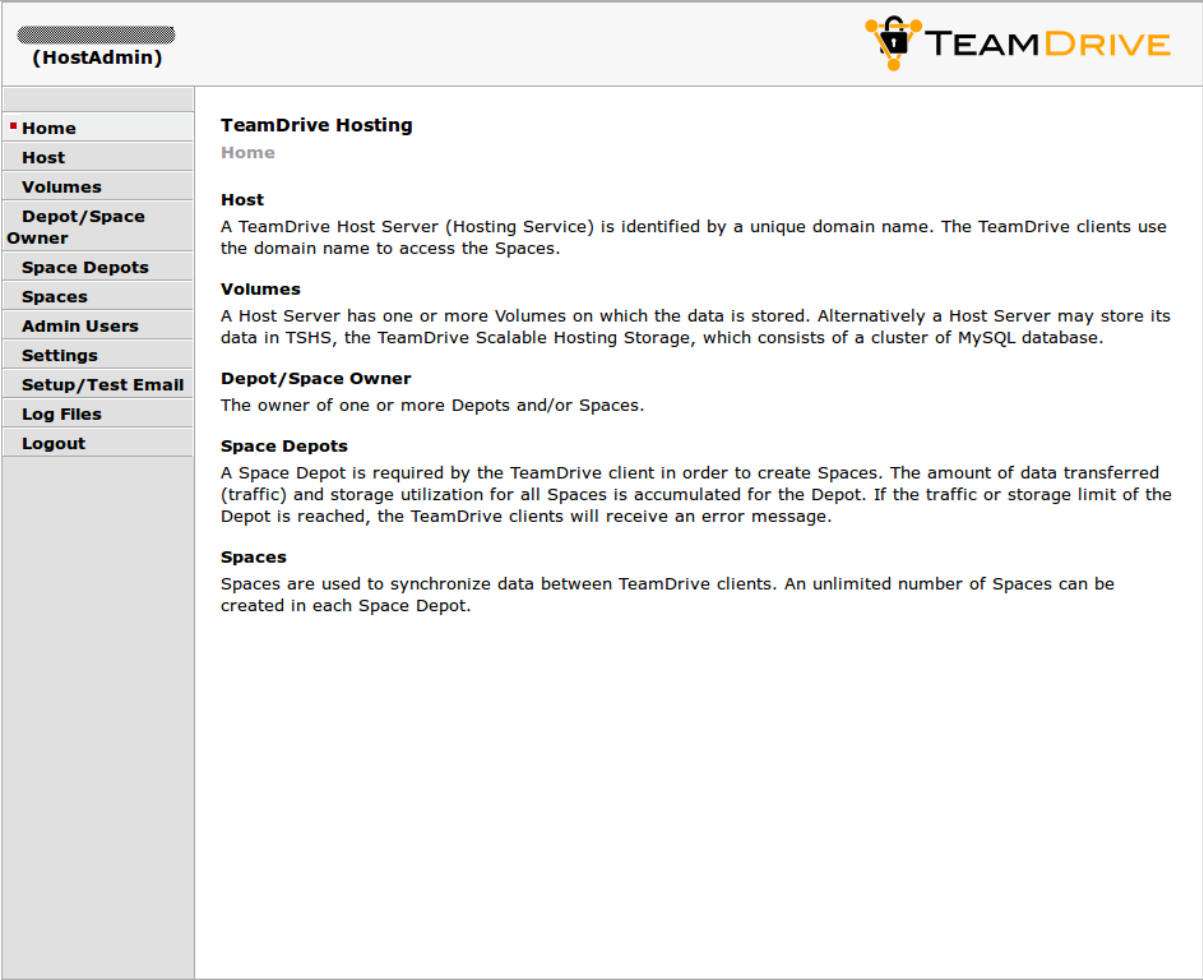 (HostAdmin)
TEAMDRIVE
Home
Host
Volumes
Depot/Space
Owner
Space Depots
Spaces
Admin Users
Settings
Setup/Test Email
Log Files
Logout
TeamDrive Hosting
Home
Host
A TeamDrive Host Server (Hosting Service) is identified by a unique domain name. The TeamDrive clients use
the domain name to access the Spaces.
Volumes
A Host Server has one or more Volumes on which the data is stored. Alternatively a Host Server may store its
data in TSHS, the TeamDrive Scalable Hosting Storage, which consists of a cluster of MySQL database.
Depot/Space Owner
The owner of one or more Depots and/or Spaces.
Space Depots
A Space Depot is required by the TeamDrive client in order to create Spaces. The amount of data transferred
(traffic) and storage utilization for all Spaces is accumulated for the Depot. If the traffic or storage limit of the
Depot is reached, the TeamDrive clients will receive an error message.
Spaces
Spaces are used to synchronize data between TeamDrive clients. An unlimited number of Spaces can be
created in each Space Depot.